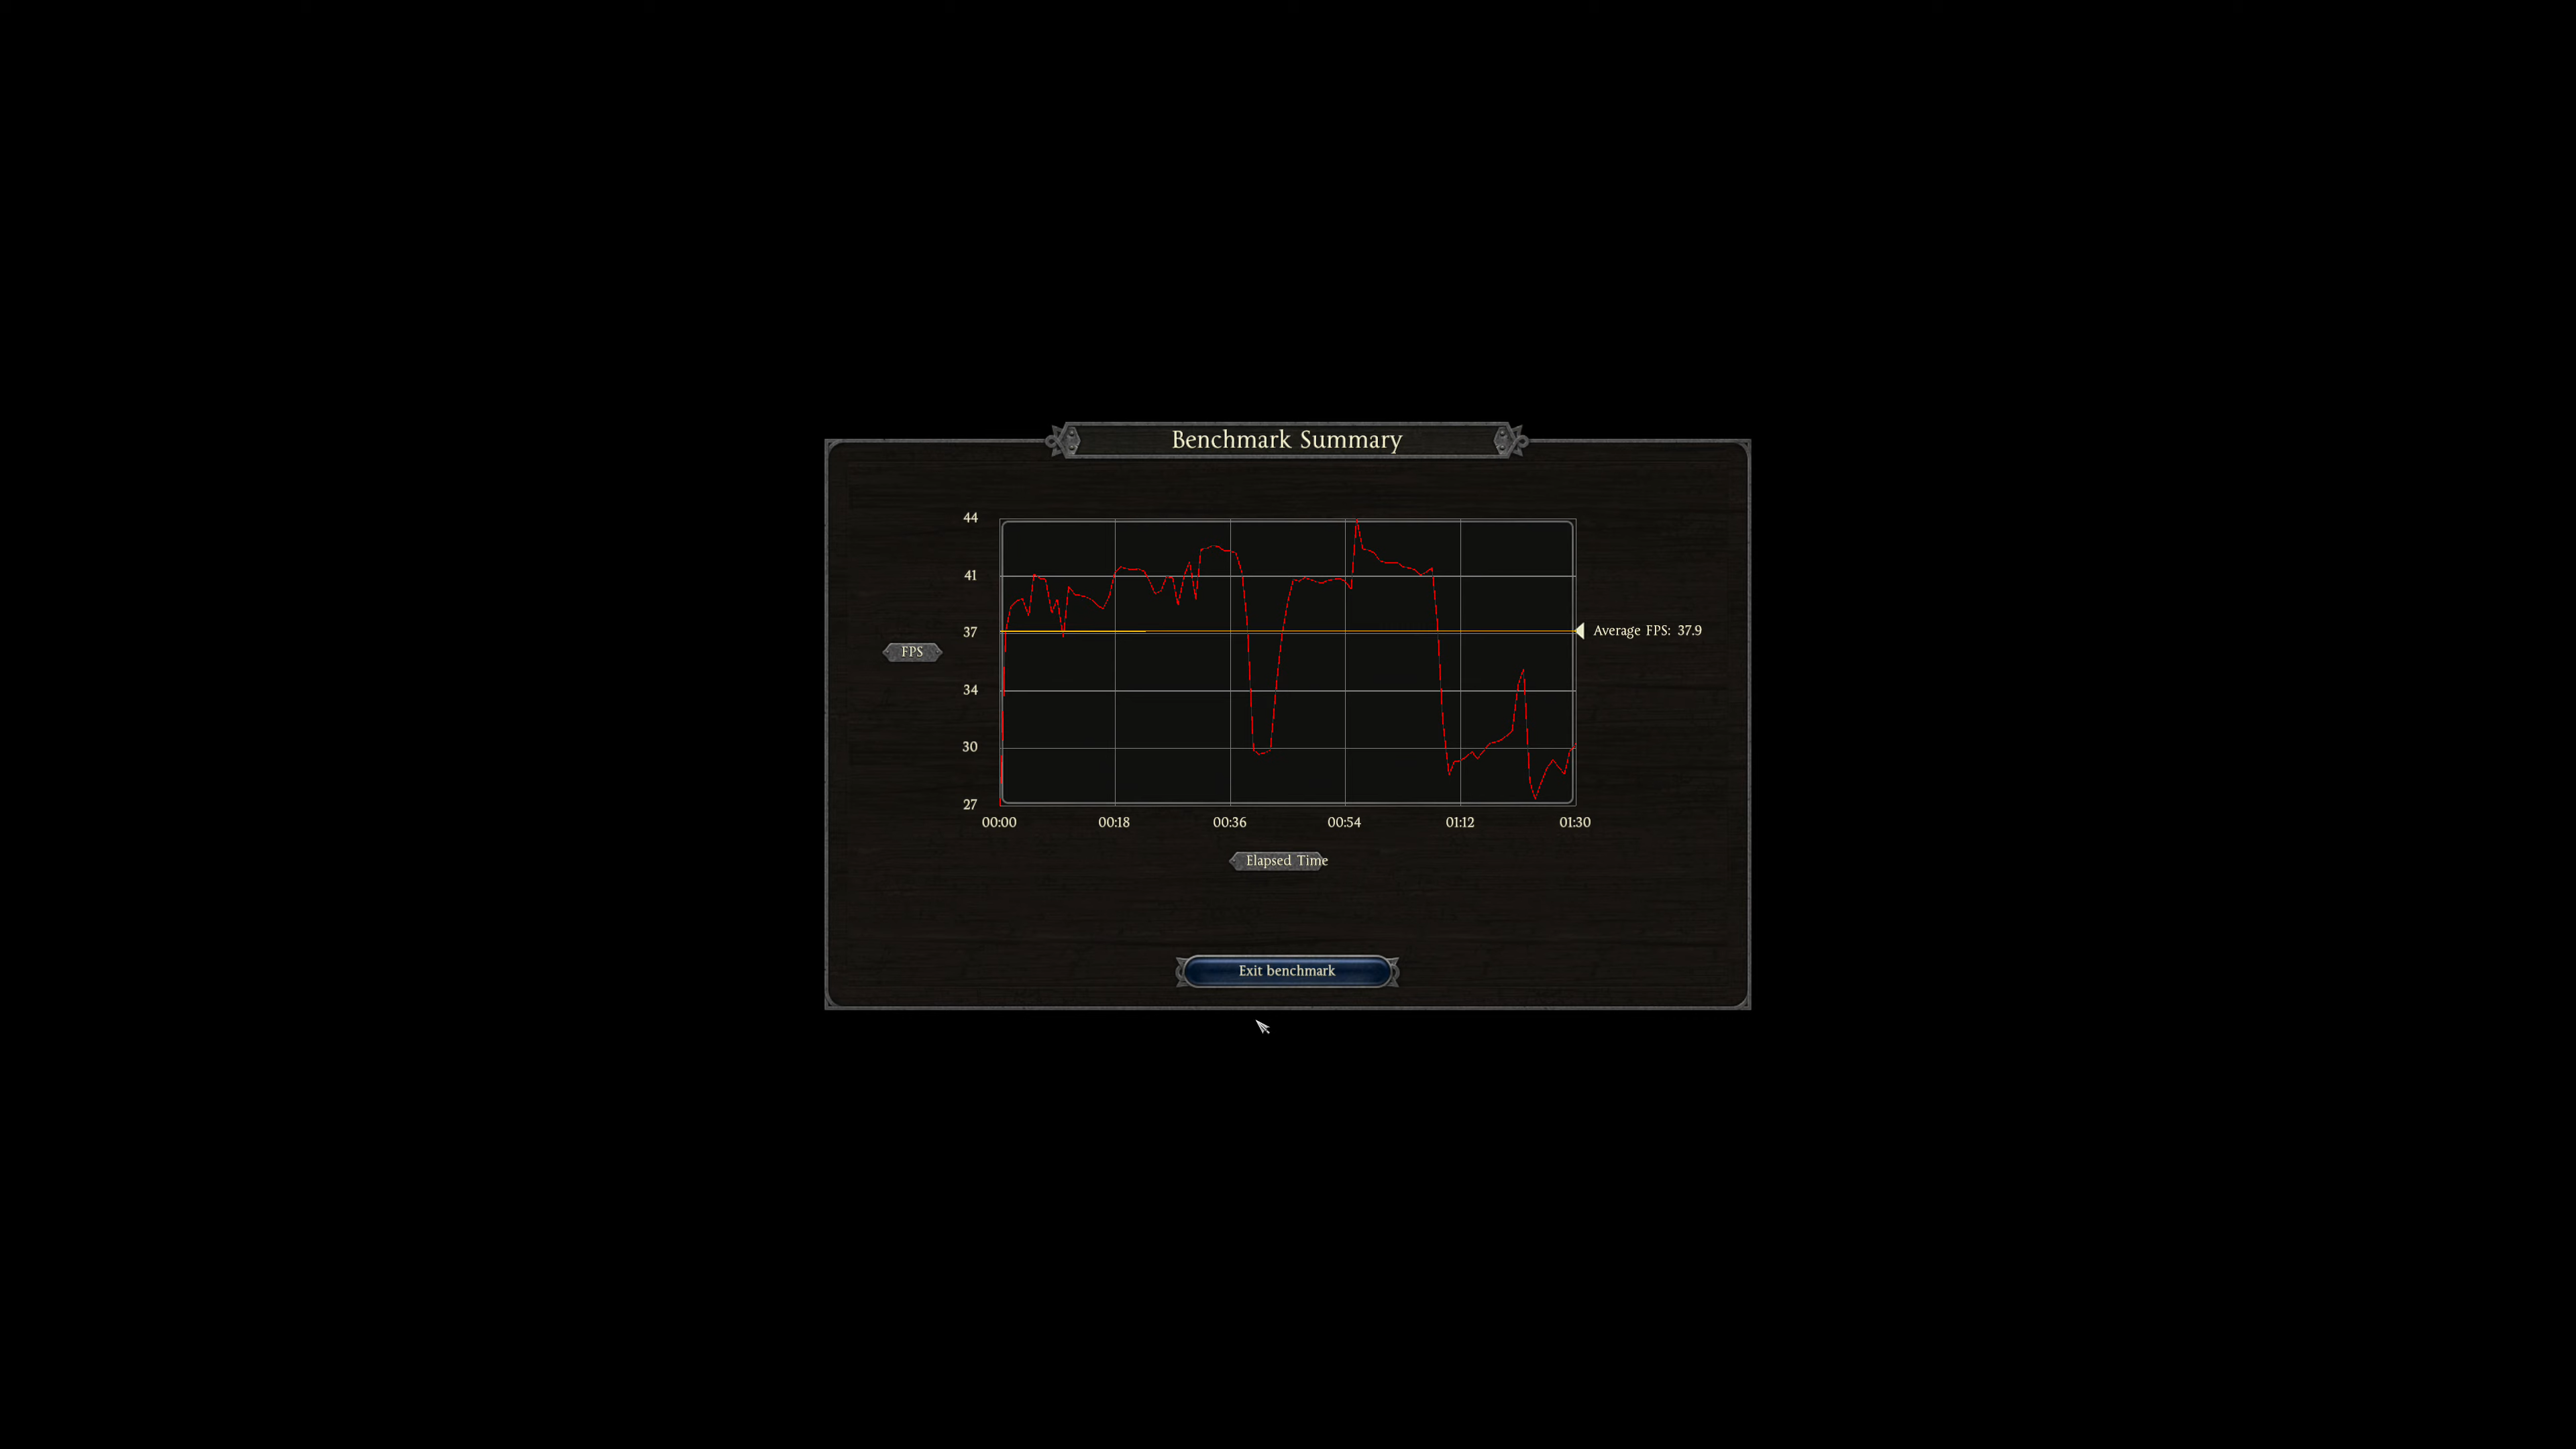 Benchmark Summary
44
41
37
Average FPS: 37.9
FPS
34
30
27
00:00 00:18 00:36 00:54 01:12 01:30
Elapsed Time
Exit benchmark